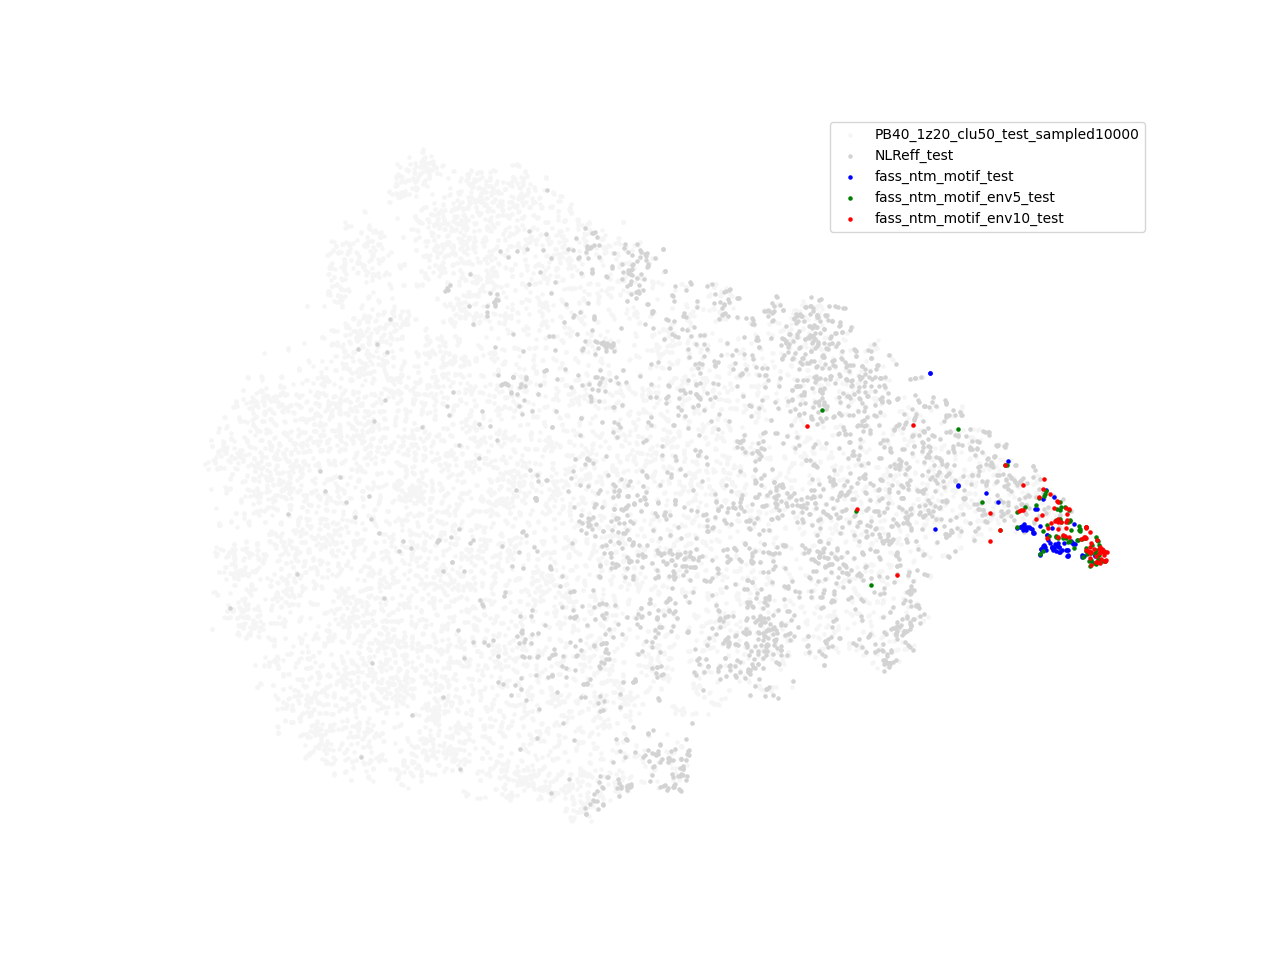 PB40_1z20_clu50_test_sampled10000
NLReff_test
fass_ntm_motif_test
fass_ntm_motif_env5_test
fass_ntm_motif_env10_test